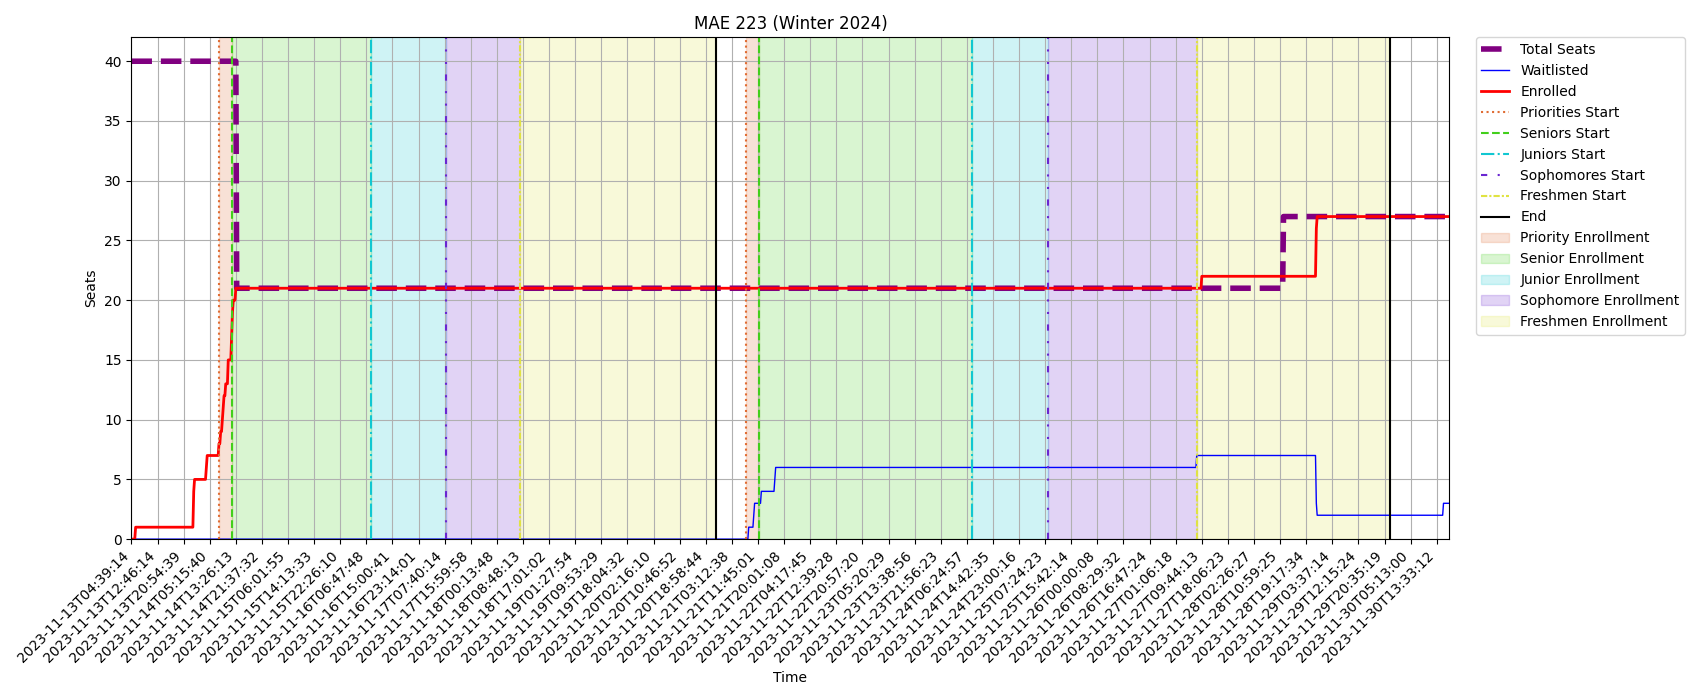 MAE 223 (Winter 2024)
Seats
40
35
30
25
20
15
10
5
0
2023-11-13T04:39:14
2023-11-13T12:46:14
2023-11-13T20:54:39
2023-11-14T05:15:40
2023-11-14T13:26:13
2023-11-14T21:37:32
2023-11-15T06:01:55
2023-11-15T14:13:33
2023-11-15T22:26:10
2023-11-16T06:47:48
2023-11-16T15:00:41
2023-11-16T23:14:01
2023-11-17T07:40:14
2023-11-17T15:59:58
2023-11-18T00:13:48
2023-11-18T08:48:13
2023-11-18T17:01:02
2023-11-19T01:27:54
2023-11-19T09:53:29
2023-11-19T18:04:32
2023-11-20T02:16:10
2023-11-20T10:46:52
2023-11-20T18:58:44
2023-11-21T03:12:38
2023-11-21T11:45:01
2023-11-21T20:01:08
2023-11-22T04:17:45
2023-11-22T12:39:28
2023-11-22T20:57:20
2023-11-23T05:20:29
2023-11-23T13:38:56
2023-11-23T21:56:23
2023-11-24T06:24:57
2023-11-24T14:42:35
2023-11-24T23:00:16
2023-11-25T07:24:23
2023-11-25T15:42:14
2023-11-26T00:00:08
2023-11-26T08:29:32
2023-11-26T16:47:24
2023-11-27T01:06:18
2023-11-27T09:44:13
2023-11-27T18:06:23
2023-11-28T02:26:27
2023-11-28T10:59:25
2023-11-28T19:17:34
2023-11-29T03:37:14
2023-11-29T12:15:24
2023-11-29T20:35:19
2023-11-30T05:13:00
2023-11-30T13:33:12
Time
Total Seats
Waitlisted
Enrolled
Priorities Start
Seniors Start
Juniors Start
Sophomores Start
Freshmen Start
End
Priority Enrollment
Senior Enrollment
Junior Enrollment
Sophomore Enrollment
Freshmen Enrollment